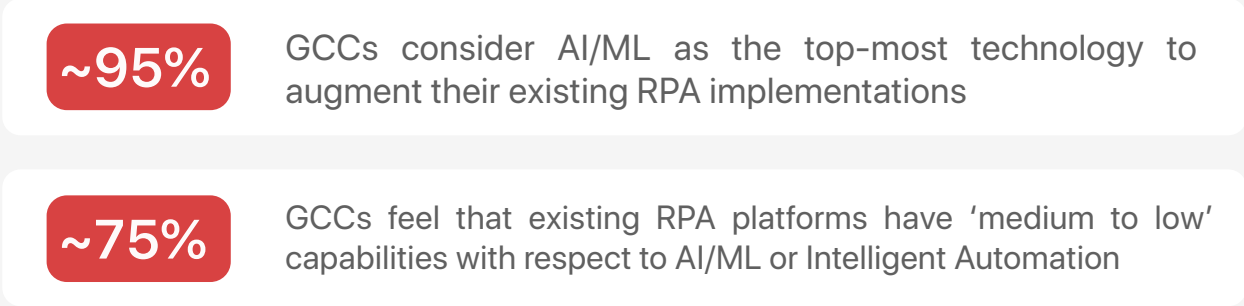 ~95%
GCCs consider AI/ML as the top-most technology to
augment their existing RPA implementations
~75%
GCCs feel that existing RPA platforms have ‘medium to low’
capabilities with respect to AI/ML or Intelligent Automation